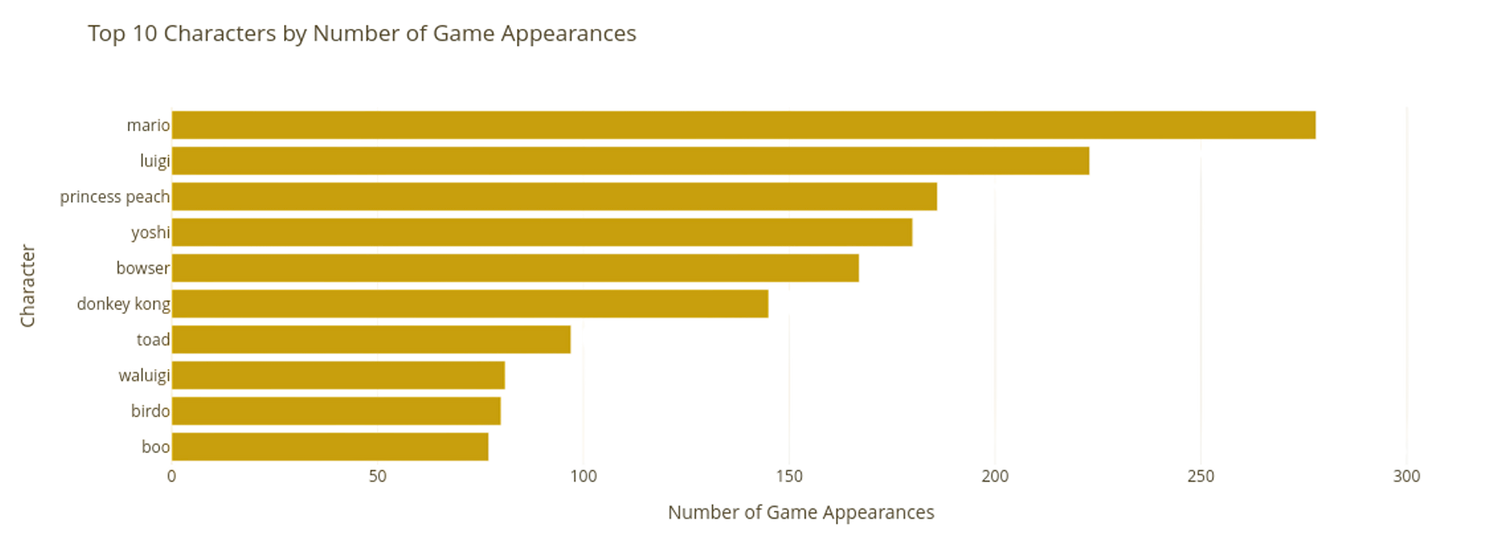 Top 10 Characters by Number of Game Appearances
mario
luigi
princess peach
yoshi
bowser
donkey kong
toad
waluigi
birdo
boo
Character
0 50 100 150 200 250 300
Number of Game Appearances